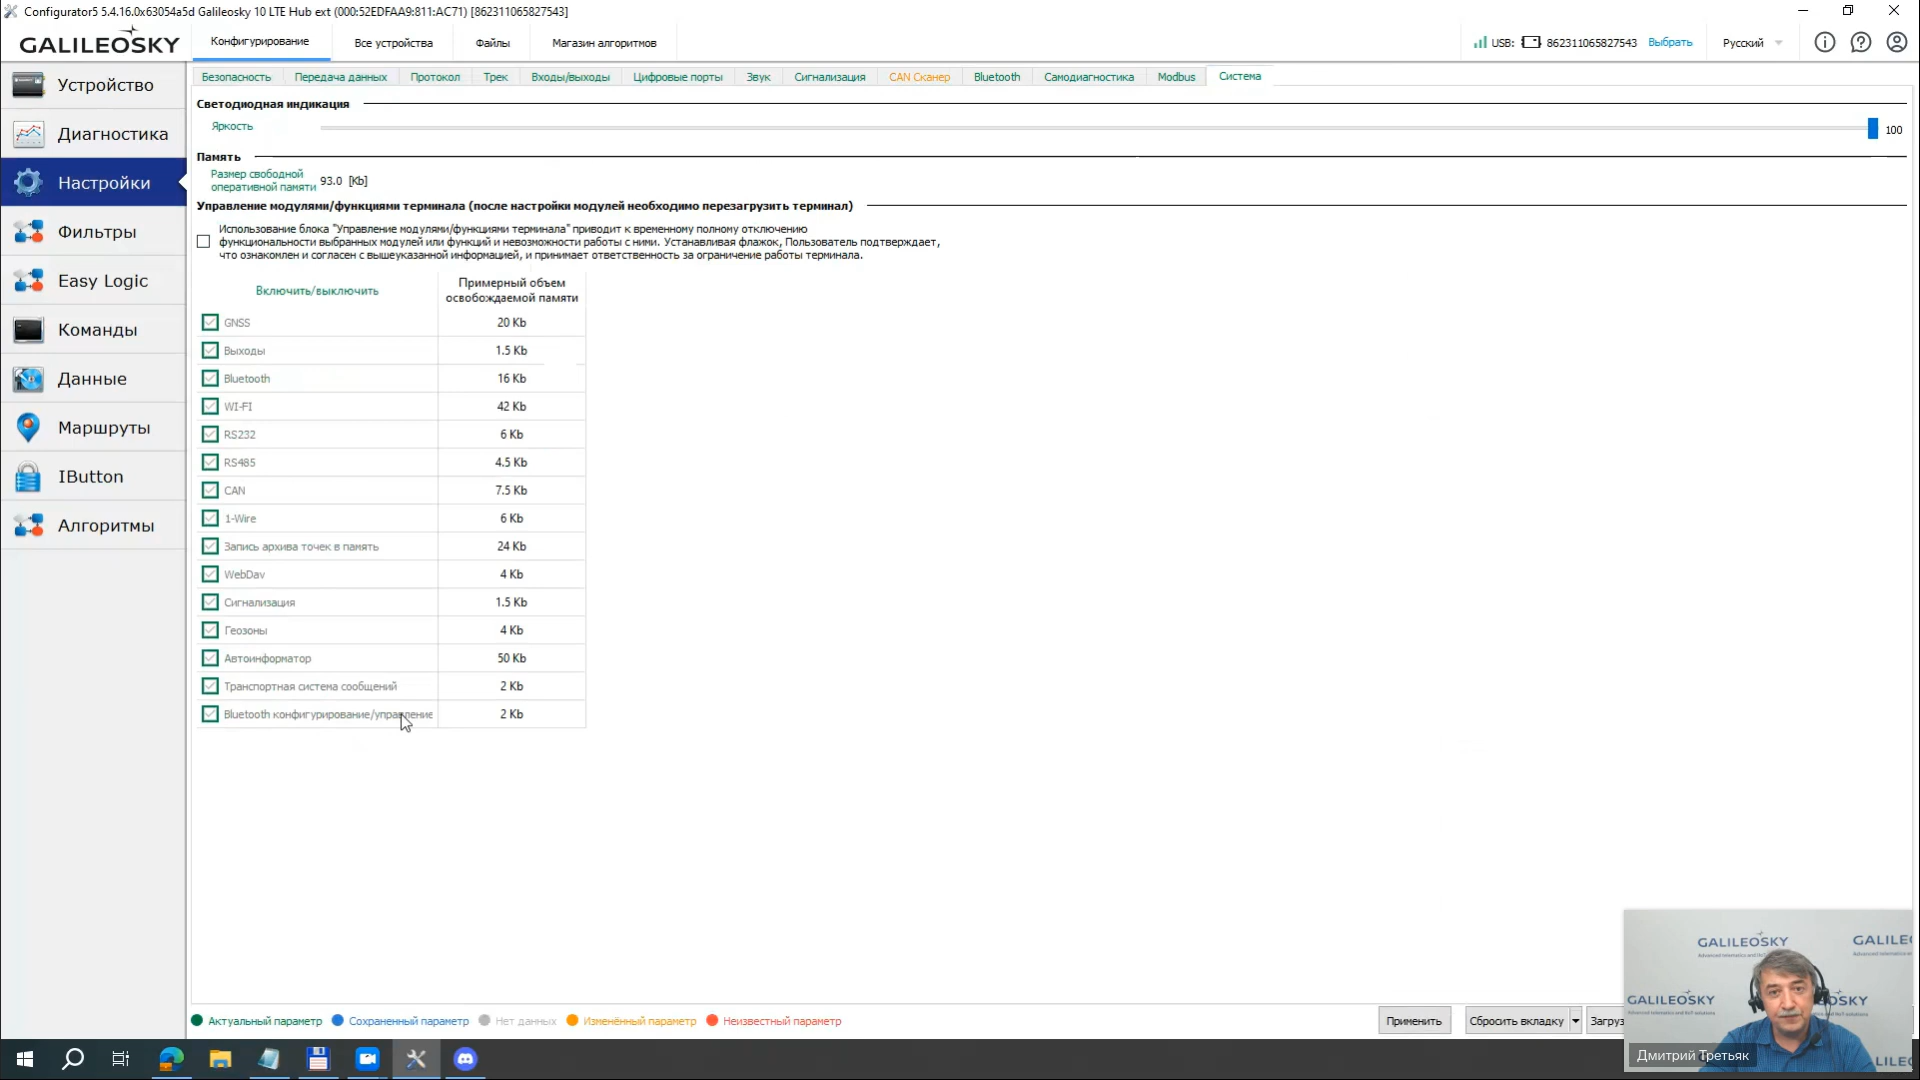 Configurator5 5.4.16.0x63054a5d Galileosky 10 LTE Hub ext (000:52EDFAA9:811:AC71) [862311065827543]
GALILEOSKY
Конфигурирование
Все устройства
Файлы
Магазин алгоритмов
USB:
862311065827543
Выбрать
Русский
Устройство
Диагностика
Настройки
Фильтры
Easy Logic
Команды
Данные
Маршруты
IButton
Алгоритмы
Безопасность
Передача данных
Протокол
Трек
Входы/выходы
Цифровые порты
Звук
Сигнализация
CAN Сканер
Bluetooth
Самодиагностика
Modbus
Система
Светодиодная индикация
Яркость
100
Память
Размер свободной
оперативной памяти
93.0 [Kb]
Управление модулями/функциями терминала (после настройки модулей необходимо перезагрузить терминал)
Использование блока "Управление модулями/функциями терминала" приводит к временному полному отключению
функциональности выбранных модулей или функций и невозможности работы с ними. Устанавливая флажок, Пользователь подтверждает,
что ознакомлен и согласен с вышеуказанной информацией, и принимает ответственность за ограничение работы терминала.
Включить/выключить
Примерный объем
освобождаемой памяти
GNSS 20 Kb
Выходы 1.5 Kb
Bluetooth 16 Kb
WI-FI 42 Kb
RS232 6 Kb
RS485 4.5 Kb
CAN 7.5 Kb
1-Wire 6 Kb
Запись архива точек в память 24 Kb
WebDav 4 Kb
Сигнализация 1.5 Kb
Геозоны 4 Kb
Автоинформатор 50 Kb
Транспортная система сообщений 2 Kb
Bluetooth конфигурирование/управление 2 Kb
Актуальный параметр
Сохраненный параметр
Нет данных
Изменённый параметр
Неизвестный параметр
Применить
Сбросить вкладку
Загруз
GALILEOSKY
GALILE
GALILEOSKY
OSKY
Дмитрий Третьяк